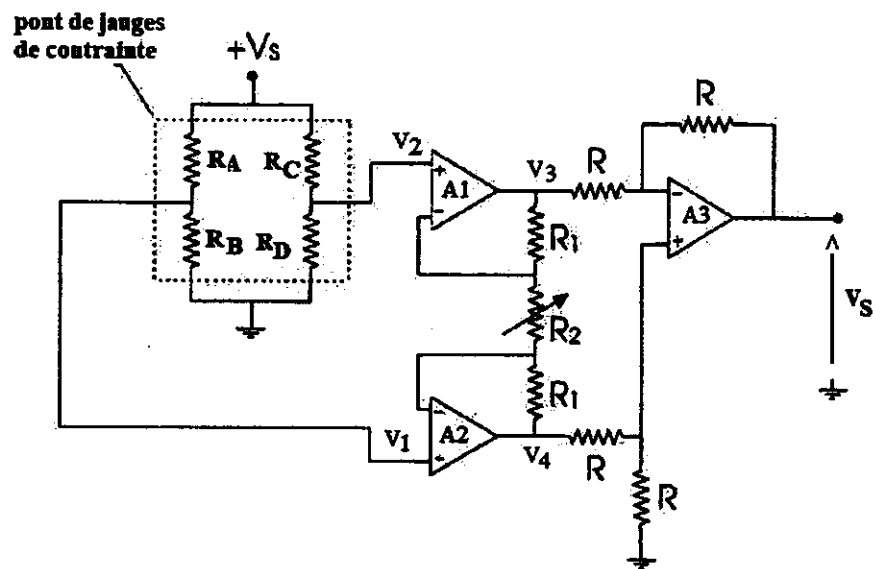 pont de jauges
de contrainte
+Vs
R
RA
RC
V2
V3
R
A1
A3
RB
RD
R1
R2
VS
R1
V1
A2
V4
R
R